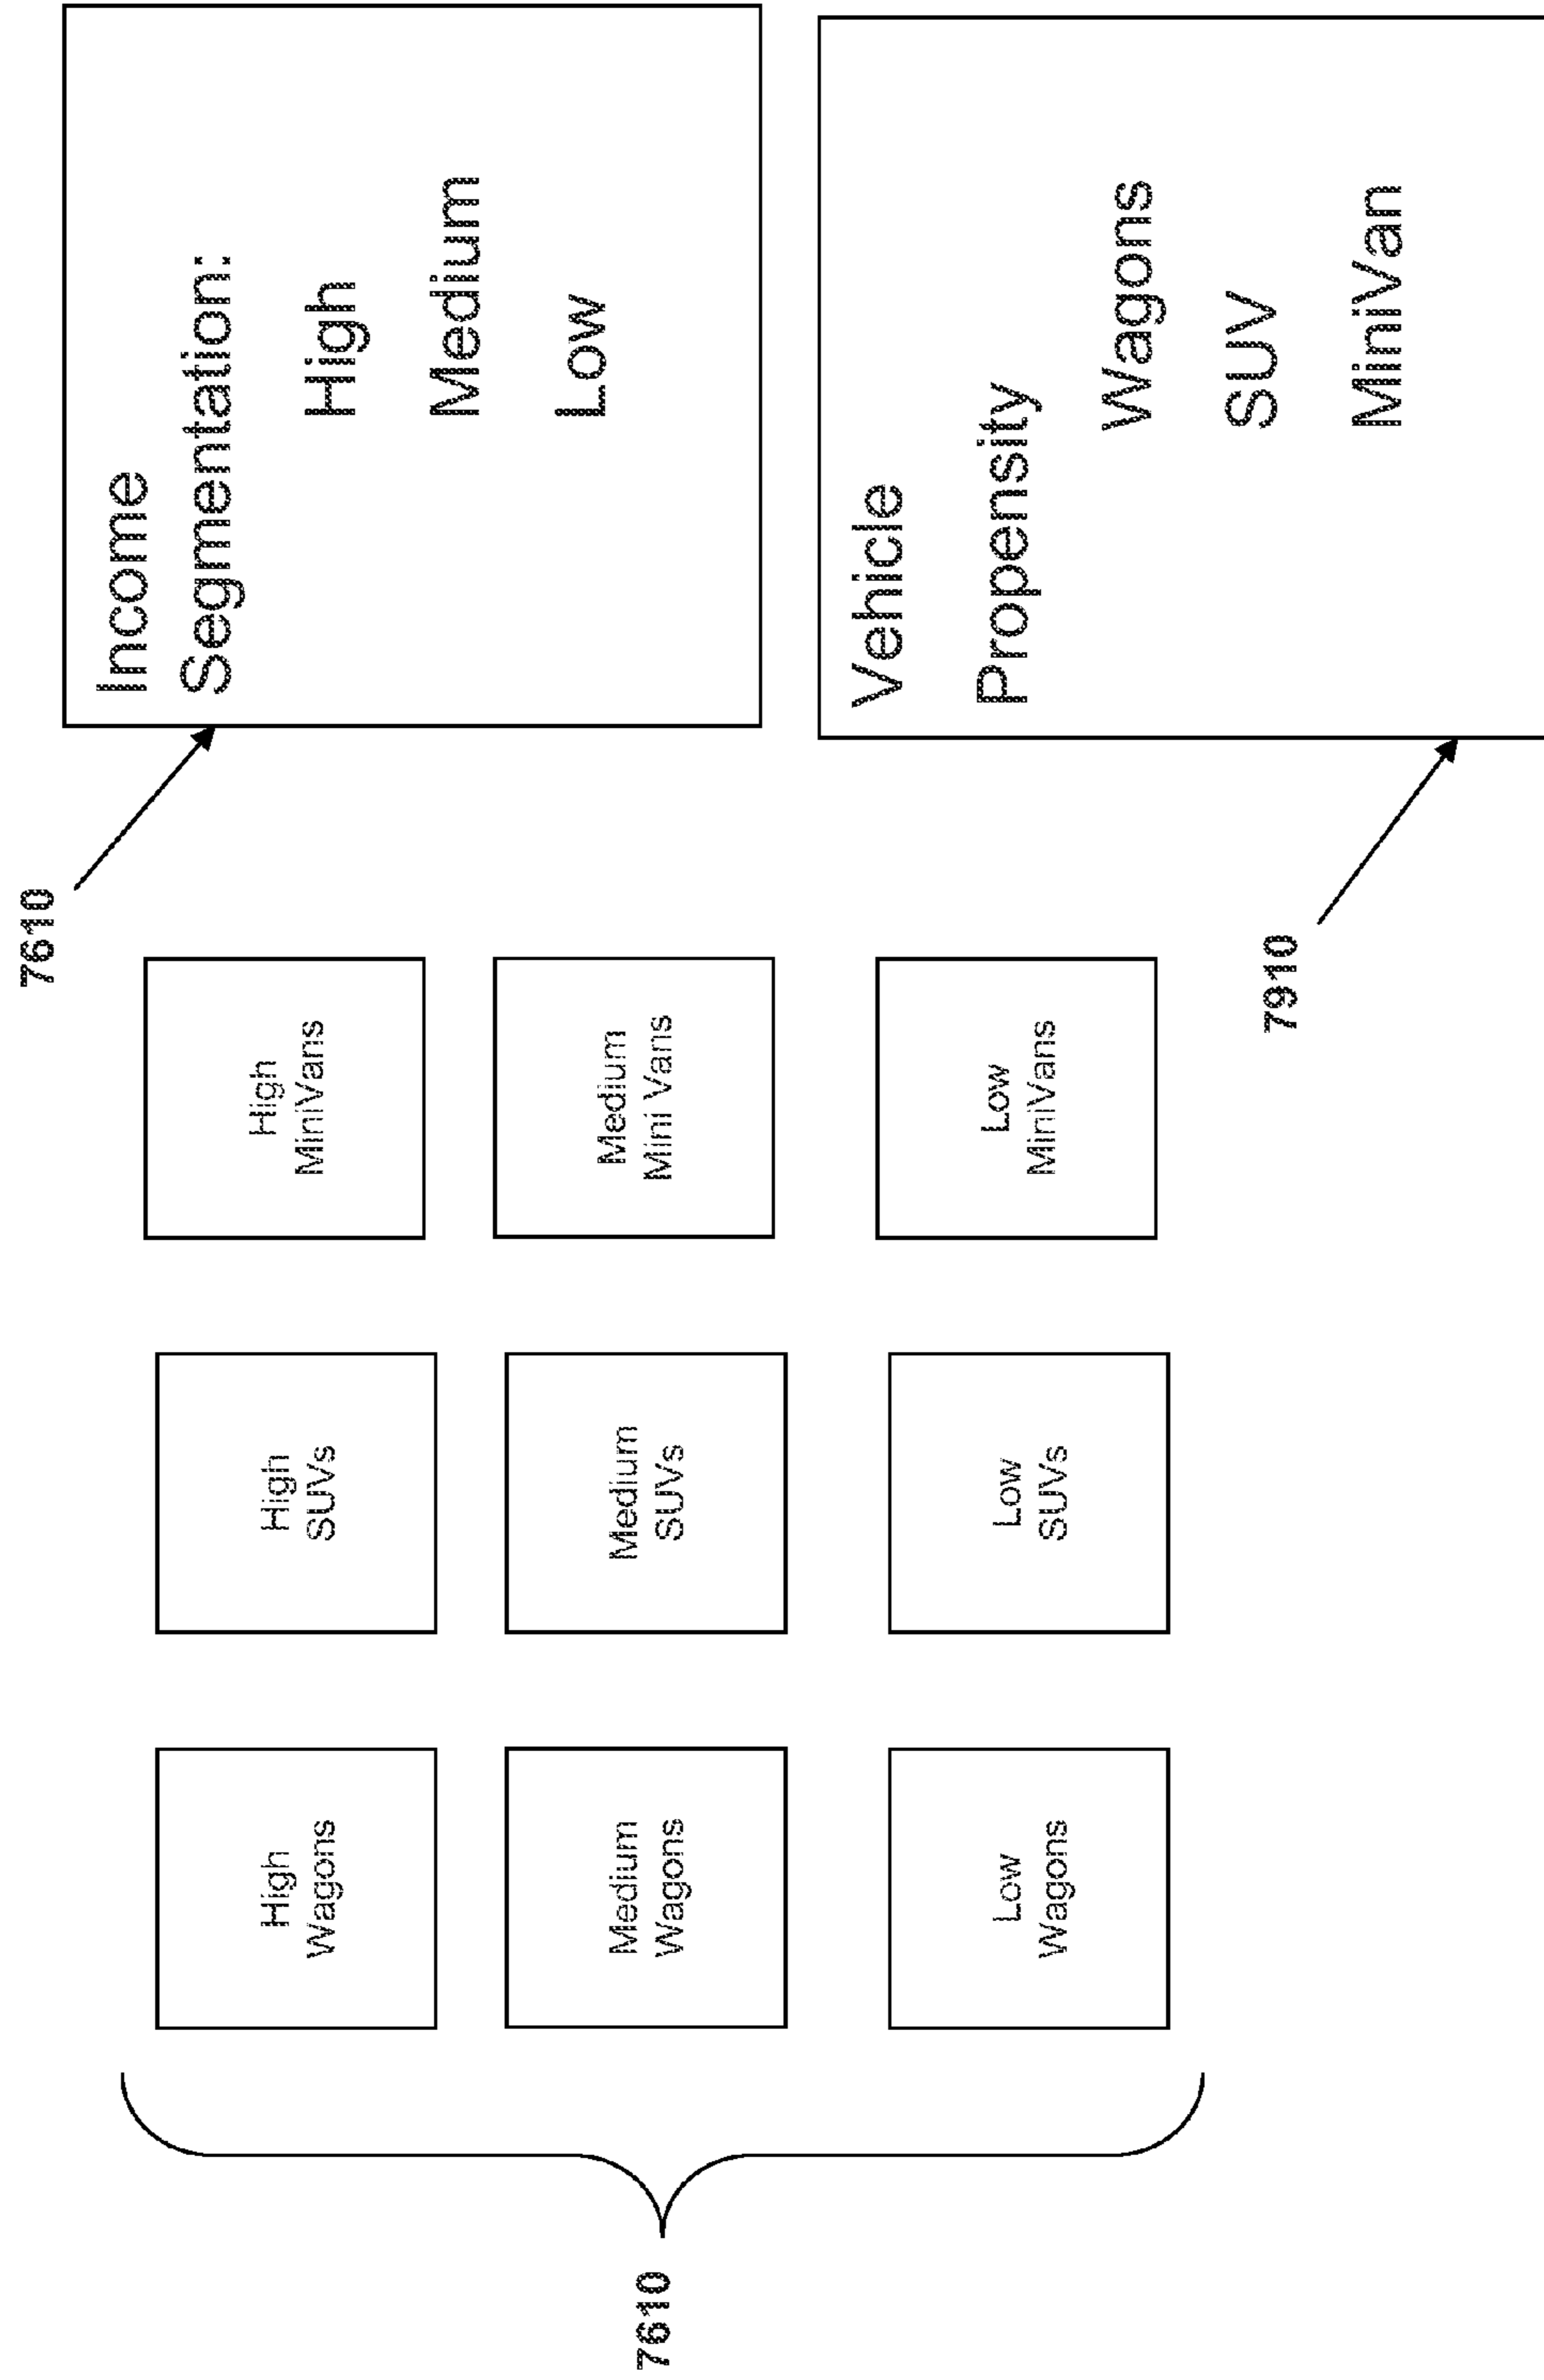 7610
High
Wagons
High
SUVs
High
MiniVans
Medium
Wagons
Medium
SUVs
Medium
Mini Vans
Low
Wagons
Low
SUVs
Low
MiniVans
7610
Income
Segmentation:
High
Medium
Low
7910
Vehicle
Propensity
Wagons
SUV
MiniVan